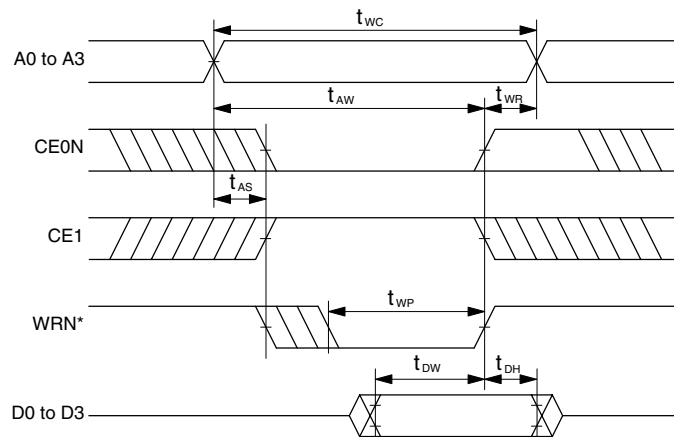 tWC
A0 to A3
tAW
tWR
CE0N
tAS
CE1
tWP
WRN*
tDW
tDH
D0 to D3